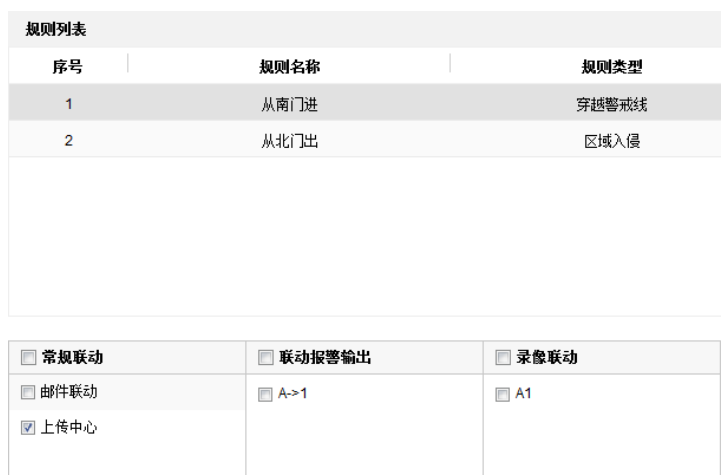 规则列表
序号 规则名称 规则类型
1 从南门进 穿越警戒线
2 从北门出 区域入侵
常规联动 联动报警输出 录像联动
邮件联动 A->1 A1
上传中心